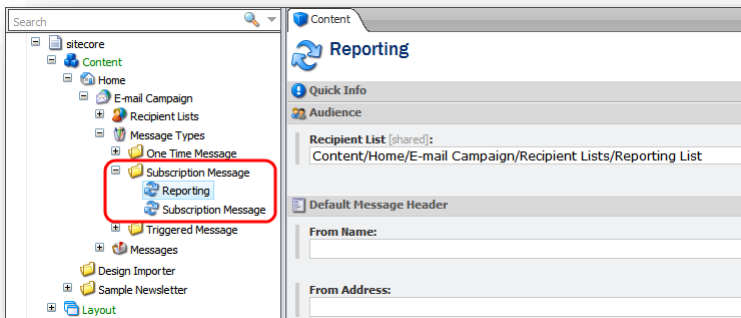 Search
sitecore
Content
Home
E-mail Campaign
Recipient Lists
Message Types
One Time Message
Subscription Message
Reporting
Subscription Message
Triggered Message
Messages
Design Importer
Sample Newsletter
Layout
Content
Reporting
Quick Info
Audience
Recipient List [shared]:
Content/Home/E-mail Campaign/Recipient Lists/Reporting List
Default Message Header
From Name:
From Address: